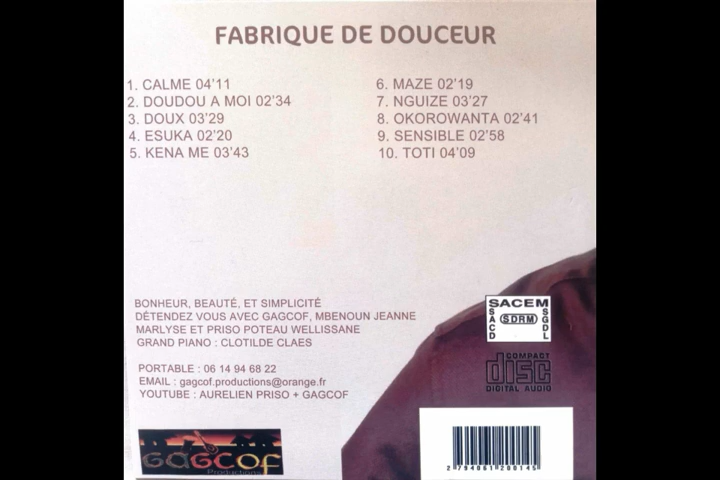 FABRIQUE DE DOUCEUR
1. CALME 04'11
2. DOUDOU A MOI 02'34
3. DOUX 03'29
4. ESUKA 02'20
5. KENA ME 03'43
6. MAZE 02'19
7. NGUIZE 03'27
8. OKOROWANTA 02'41
9. SENSIBLE 02'58
10. TOTI 04'09
BONHEUR, BEAUTÉ, ET SIMPLICITÉ
DÉTENDEZ VOUS AVEC GAGCOF, MBENOUN JEANNE
MARLYSE ET PRISO POTEAU WELLISSANE
GRAND PIANO : CLOTILDE CLAES
PORTABLE : 06 14 94 68 22
EMAIL : gagcof.productions@orange.fr
YOUTUBE : AURELIEN PRISO + GAGCOF
SACEM
SACD
SDRM
SGDL
COMPACT
disc
DIGITAL AUDIO
GAGCOF
Productions
2 794061 200145